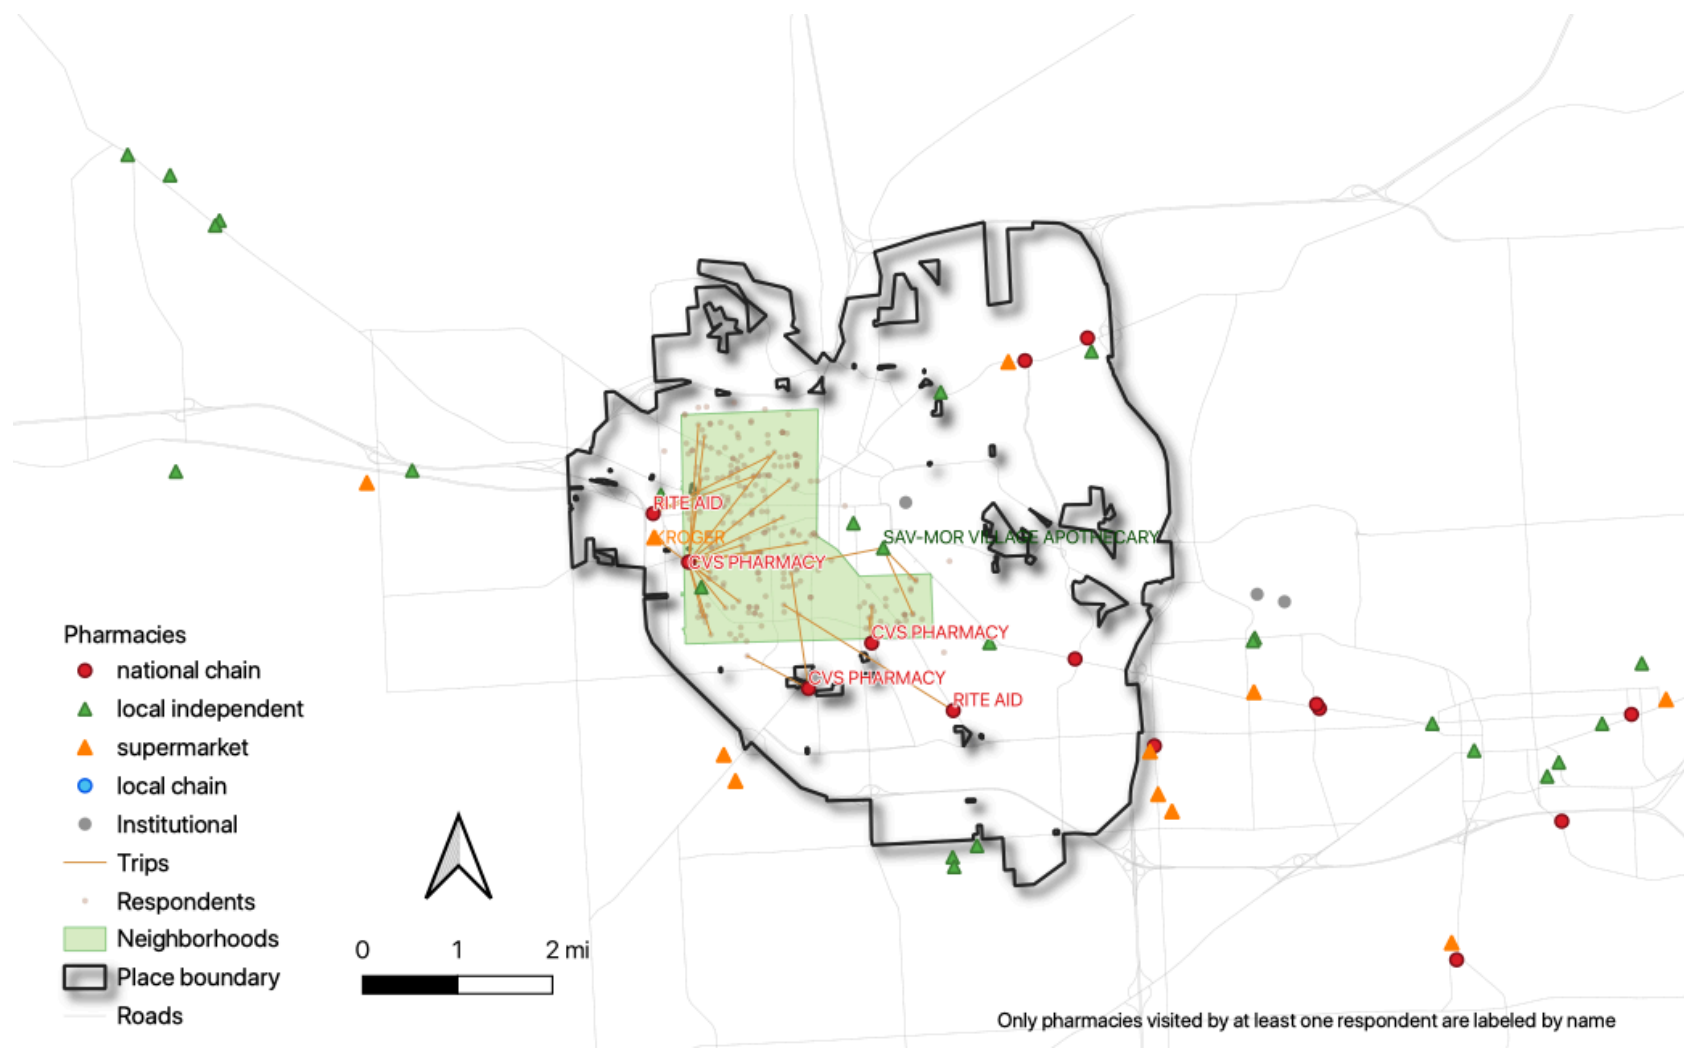 RITE AID
KROGER
SAV-MOR VILLAGE APOTHECARY
CVS PHARMACY
CVS PHARMACY
CVS PHARMACY
RITE AID
Pharmacies
national chain
local independent
supermarket
local chain
Institutional
Trips
Respondents
Neighborhoods
Place boundary
Roads
0 1 2 mi
Only pharmacies visited by at least one respondent are labeled by name